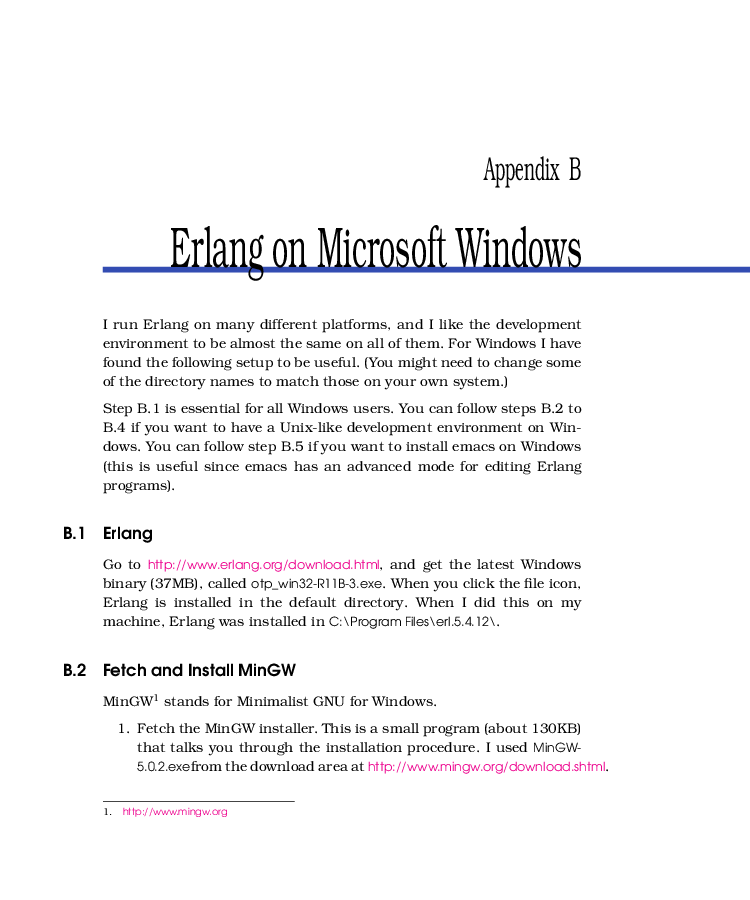 Appendix B
Erlang on Microsoft Windows
I run Erlang on many different platforms, and I like the development
environment to be almost the same on all of them. For Windows I have
found the following setup to be useful. (You might need to change some
of the directory names to match those on your own system.)
Step B.1 is essential for all Windows users. You can follow steps B.2 to
B.4 if you want to have a Unix-like development environment on Win-
dows. You can follow step B.5 if you want to install emacs on Windows
(this is useful since emacs has an advanced mode for editing Erlang
programs).
B.1 Erlang
Go to http://www.erlang.org/download.html, and get the latest Windows
binary (37MB), called otp_win32-R11B-3.exe. When you click the file icon,
Erlang is installed in the default directory. When I did this on my
machine, Erlang was installed in C:\Program Files\erl.5.4.12\.
B.2 Fetch and Install MinGW
MinGW1 stands for Minimalist GNU for Windows.
1. Fetch the MinGW installer. This is a small program (about 130KB)
that talks you through the installation procedure. I used MinGW-
5.0.2.exefrom the download area at http://www.mingw.org/download.shtml.
1. http://www.mingw.org